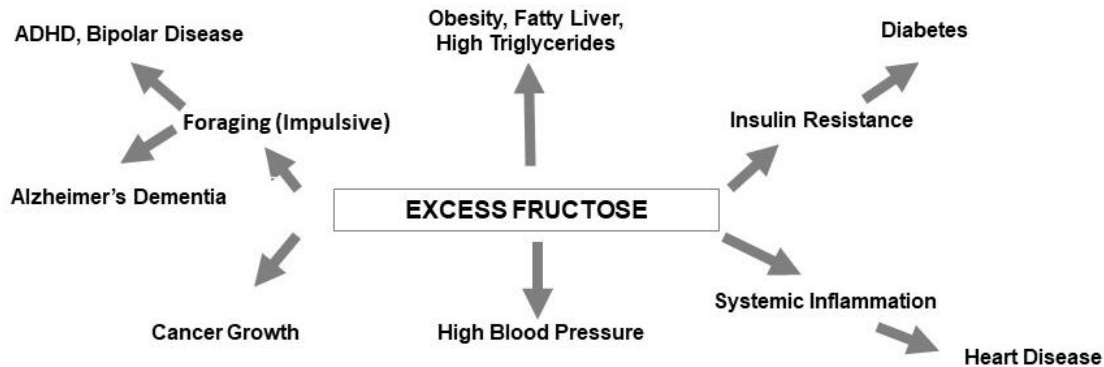 ADHD, Bipolar Disease
Obesity, Fatty Liver,
High Triglycerides
Diabetes
Foraging (Impulsive)
Insulin Resistance
Alzheimer's Dementia
EXCESS FRUCTOSE
Cancer Growth
High Blood Pressure
Systemic Inflammation
Heart Disease